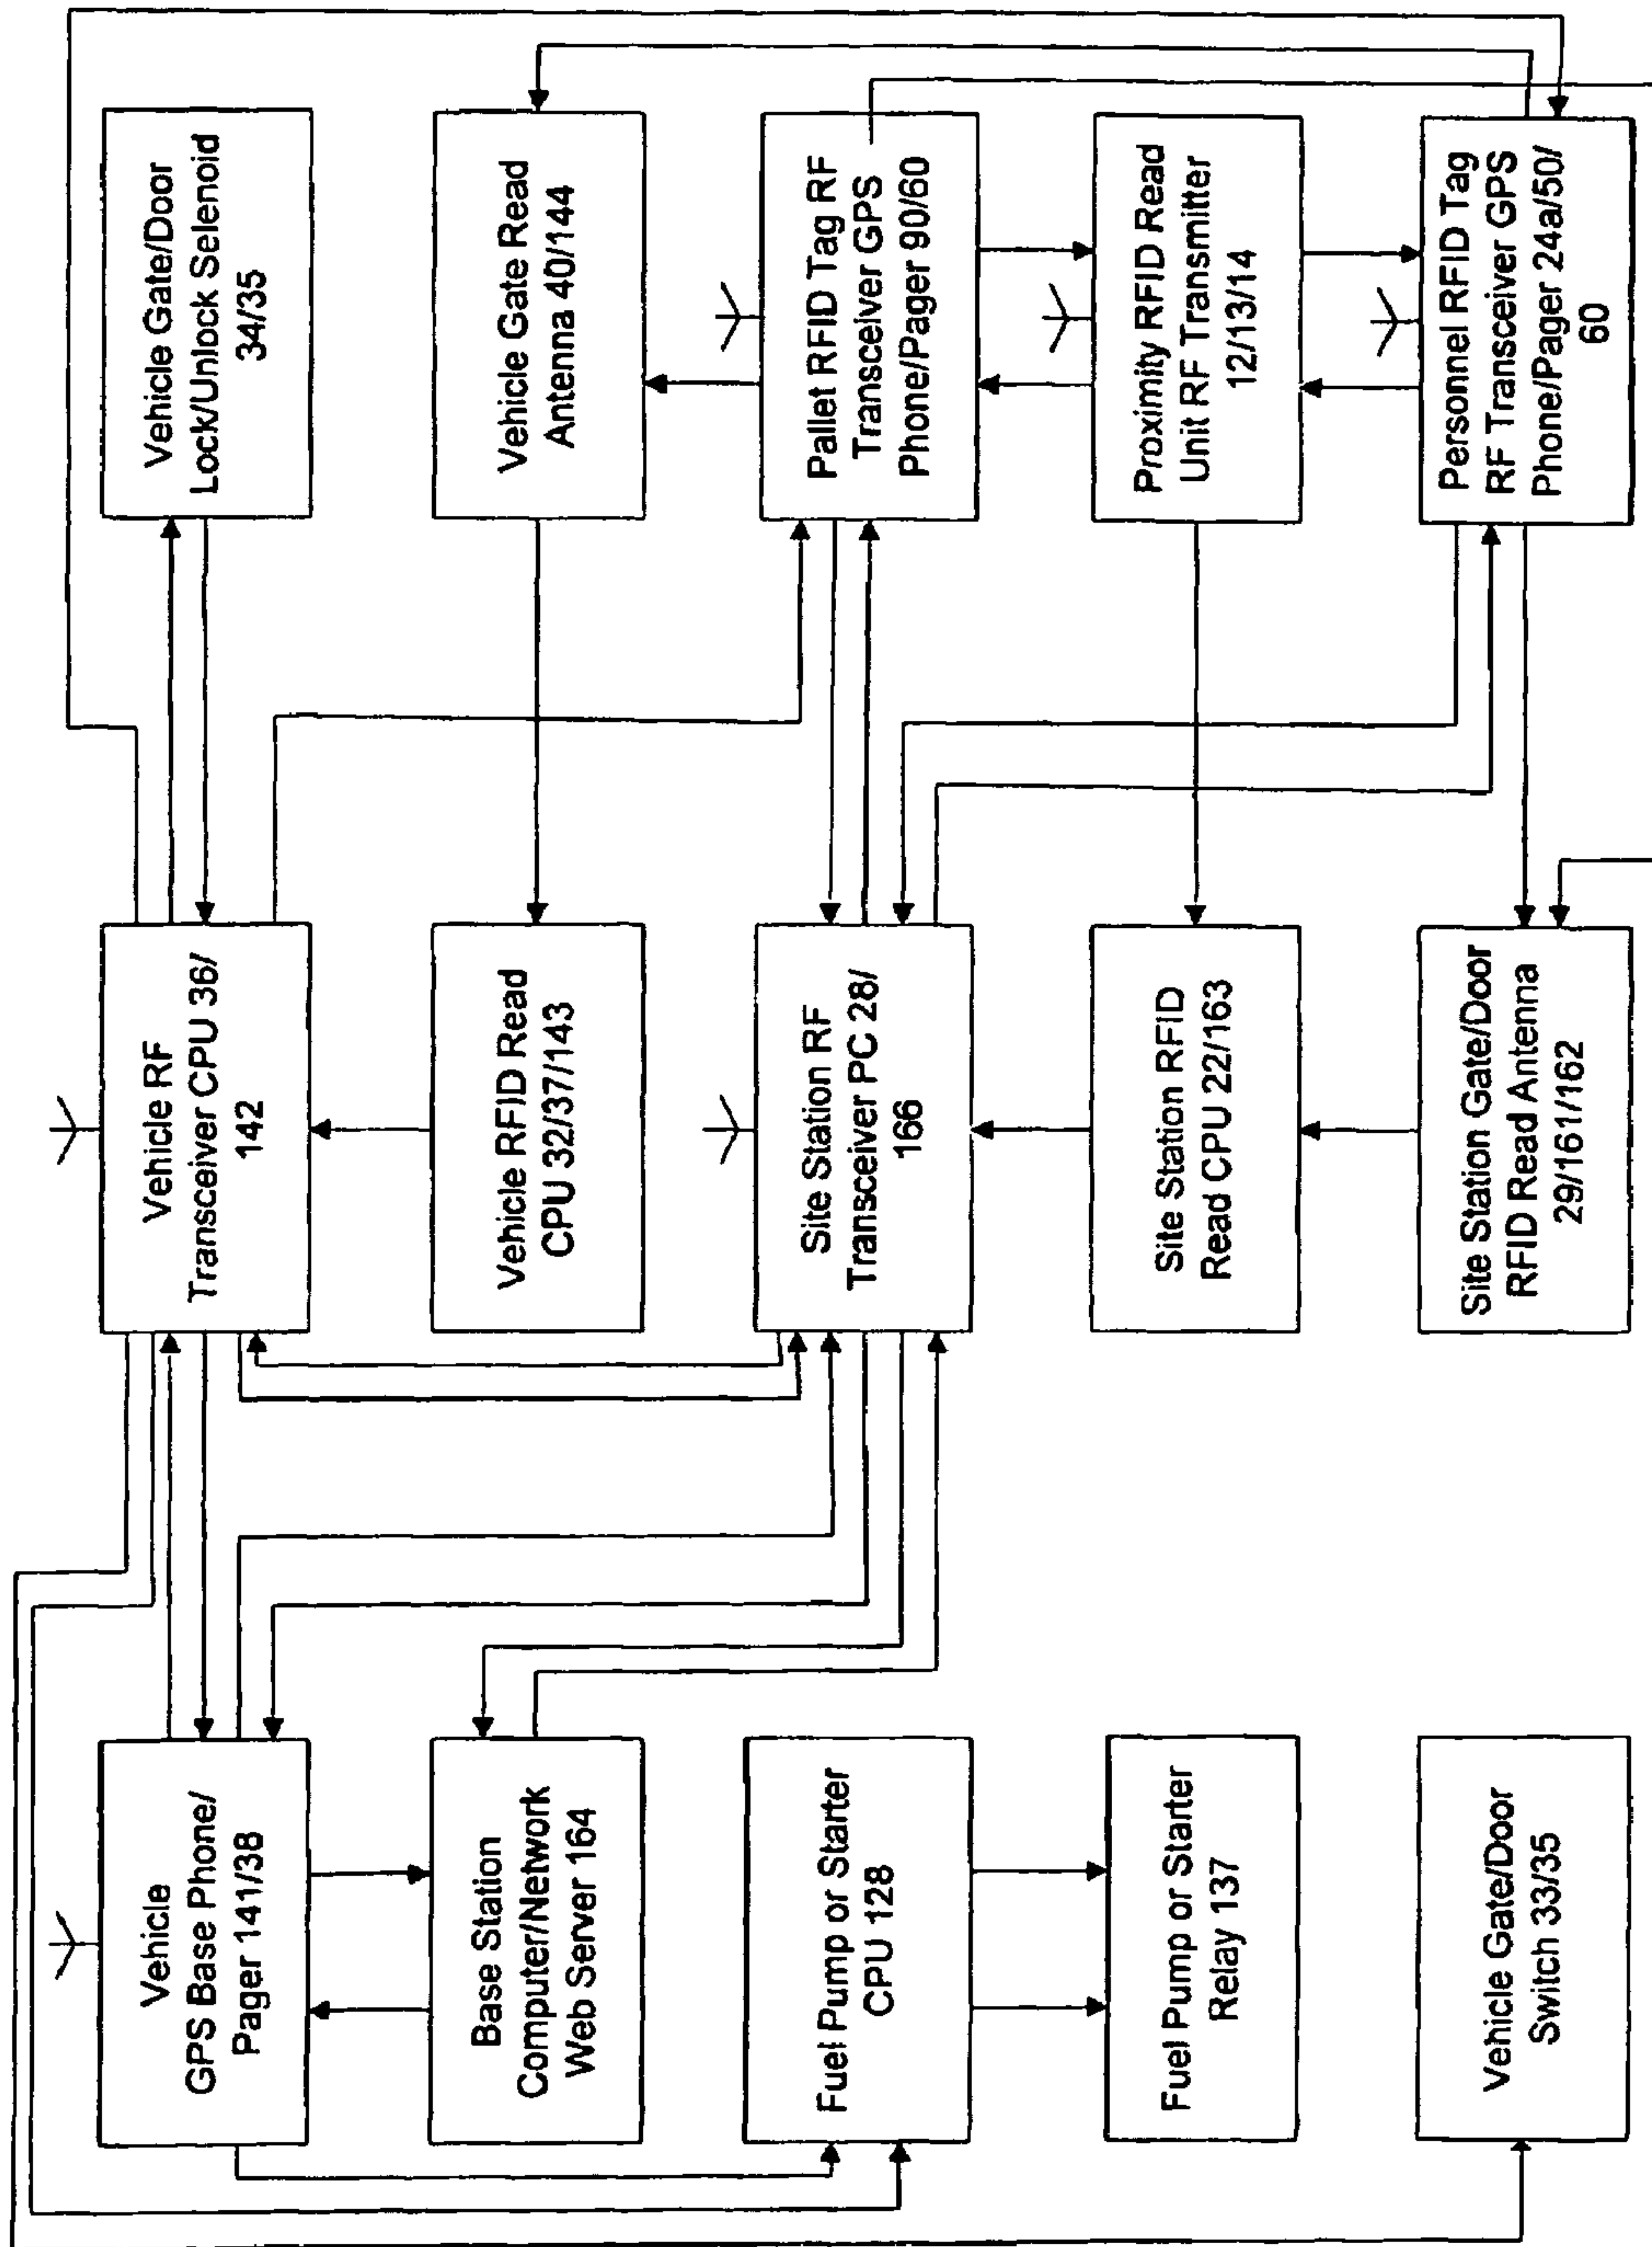 Vehicle
GPS Base Phone/
Pager 141/38
Vehicle RF
Transceiver CPU 36/
142
Vehicle Gate/Door
Lock/Unlock Selenoid
34/35
Base Station
Computer/Network
Web Server 164
Vehicle RFID Read
CPU 32/37/143
Vehicle Gate Read
Antenna 40/144
Fuel Pump or Starter
CPU 128
Site Station RF
Transceiver PC 28/
166
Pallet RFID Tag RF
Transceiver GPS
Phone/Pager 90/60
Fuel Pump or Starter
Relay 137
Site Station RFID
Read CPU 22/163
Proximity RFID Read
Unit RF Transmitter
12/13/14
Vehicle Gate/Door
Switch 33/35
Site Station Gate/Door
RFID Read Antenna
29/161/162
Personnel RFID Tag
RF Transceiver GPS
Phone/Pager 24a/50/
60